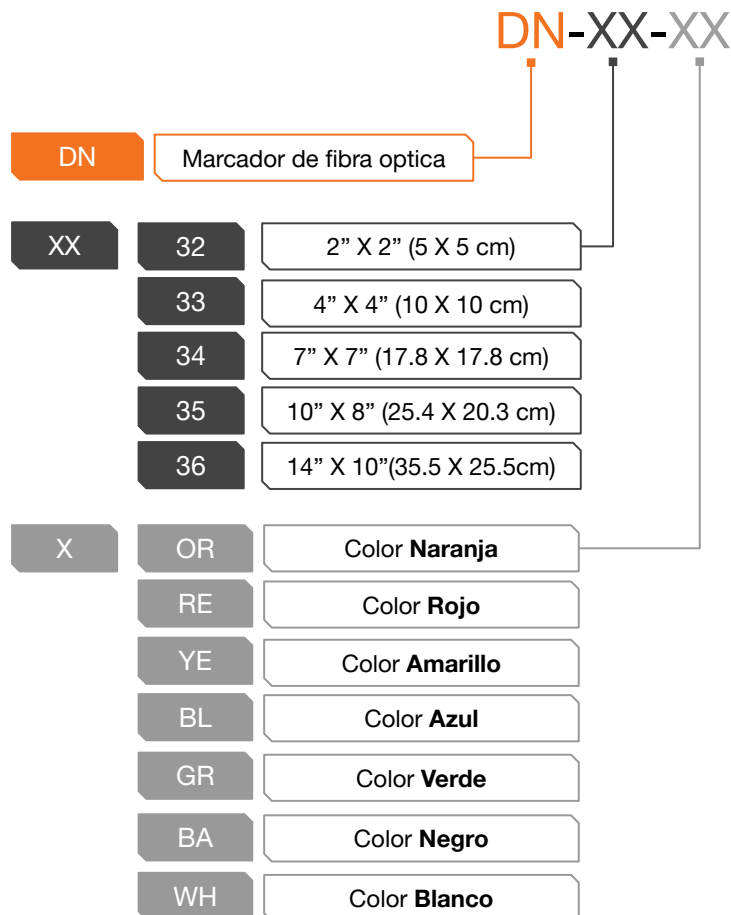 DN-XX-XX
DN Marcador de fibra optica
XX 32 2” X 2” (5 X 5 cm)
33 4” X 4” (10 X 10 cm)
34 7” X 7” (17.8 X 17.8 cm)
35 10” X 8” (25.4 X 20.3 cm)
36 14” X 10”(35.5 X 25.5cm)
X OR Color Naranja
RE Color Rojo
YE Color Amarillo
BL Color Azul
GR Color Verde
BA Color Negro
WH Color Blanco